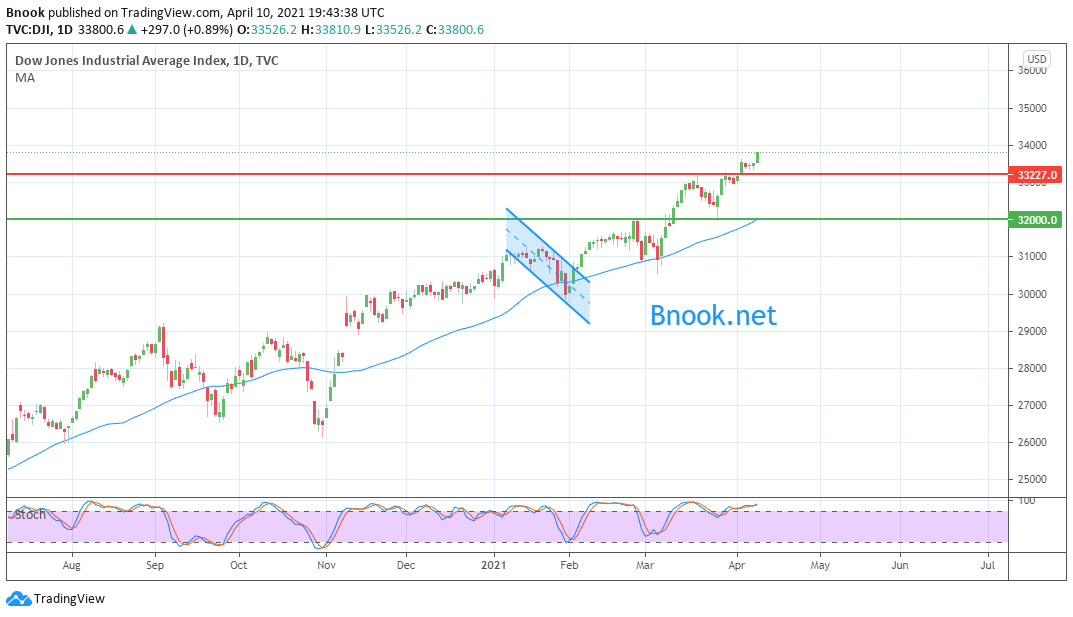 Bnook published on TradingView.com, April 10, 2021 19:43:38 UTC
TVC:DJI, 1D 33800.6 ▲ +297.0 (+0.89%) O:33526.2 H:33810.9 L:33526.2 C:33800.6
Dow Jones Industrial Average Index, 1D, TVC
MA
USD
36000
35000
34000
33227.0
33000
32000.0
31000
30000
Bnook.net
29000
28000
27000
26000
25000
100
Stoch
Aug Sep Oct Nov Dec 2021 Feb Mar Apr May Jun Jul
TradingView